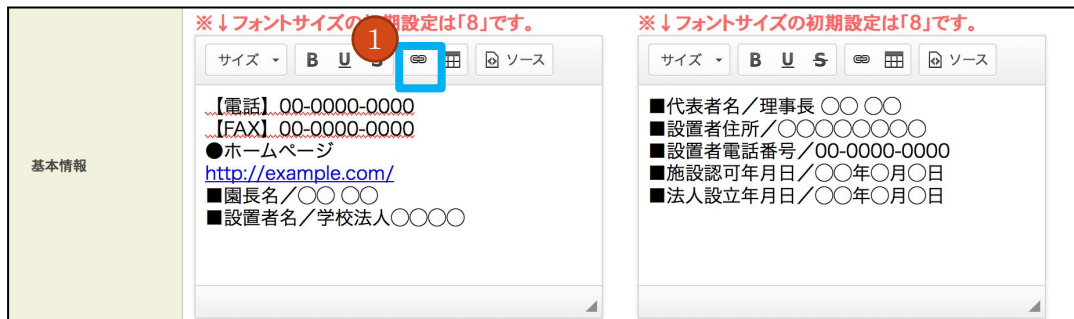 ※↓フォントサイズの初期設定は「8」です。
1
サイズ B U S ソース
【電話】00-0000-0000
【FAX】00-0000-0000
●ホームページ
http://example.com/
■園長名／〇〇 〇〇
■設置者名／学校法人〇〇〇〇
※↓フォントサイズの初期設定は「8」です。
サイズ B U S ソース
■代表者名／理事長 〇〇 〇〇
■設置者住所／〇〇〇〇〇〇〇〇
■設置者電話番号／00-0000-0000
■施設認可年月日／〇〇年〇月〇日
■法人設立年月日／〇〇年〇月〇日
基本情報